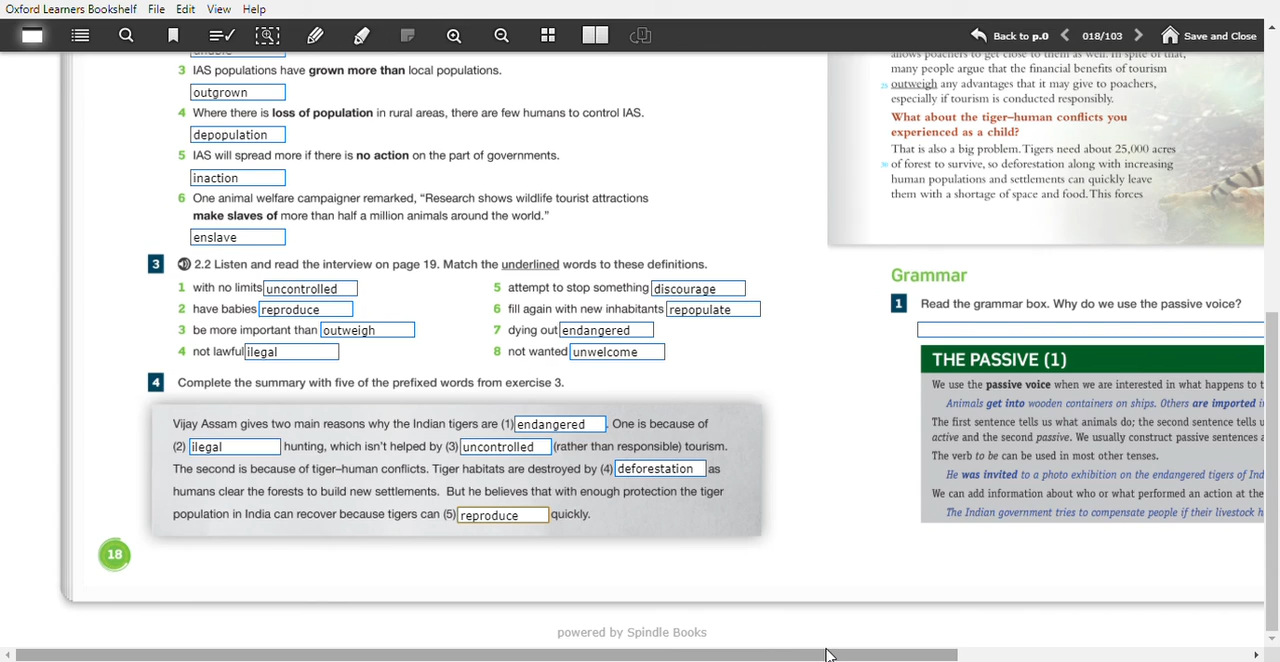 Oxford Learners Bookshelf File Edit View Help
Back to p.0 018/103 Save and Close
3 IAS populations have grown more than local populations.
outgrown
4 Where there is loss of population in rural areas, there are few humans to control IAS.
depopulation
5 IAS will spread more if there is no action on the part of governments.
inaction
6 One animal welfare campaigner remarked, “Research shows wildlife tourist attractions
make slaves of more than half a million animals around the world.”
enslave
3 2.2 Listen and read the interview on page 19. Match the underlined words to these definitions.
1 with no limits uncontrolled
2 have babies reproduce
3 be more important than outweigh
4 not lawful ilegal
5 attempt to stop something discourage
6 fill again with new inhabitants repopulate
7 dying out endangered
8 not wanted unwelcome
4 Complete the summary with five of the prefixed words from exercise 3.
Vijay Assam gives two main reasons why the Indian tigers are (1) endangered . One is because of
(2) ilegal hunting, which isn’t helped by (3) uncontrolled (rather than responsible) tourism.
The second is because of tiger–human conflicts. Tiger habitats are destroyed by (4) deforestation as
humans clear the forests to build new settlements. But he believes that with enough protection the tiger
population in India can recover because tigers can (5) reproduce quickly.
18
allows poachers to get close to them as well. In spite of that,
many people argue that the financial benefits of tourism
25 outweigh any advantages that it may give to poachers,
especially if tourism is conducted responsibly.
What about the tiger–human conflicts you
experienced as a child?
That is also a big problem. Tigers need about 25,000 acres
30 of forest to survive, so deforestation along with increasing
human populations and settlements can quickly leave
them with a shortage of space and food. This forces
Grammar
1 Read the grammar box. Why do we use the passive voice?
THE PASSIVE (1)
We use the passive voice when we are interested in what happens to t
Animals get into wooden containers on ships. Others are imported i
The first sentence tells us what animals do; the second sentence tells u
active and the second passive. We usually construct passive sentences
The verb to be can be used in most other tenses.
He was invited to a photo exhibition on the endangered tigers of Ind
We can add information about who or what performed an action at the
The Indian government tries to compensate people if their livestock h
powered by Spindle Books